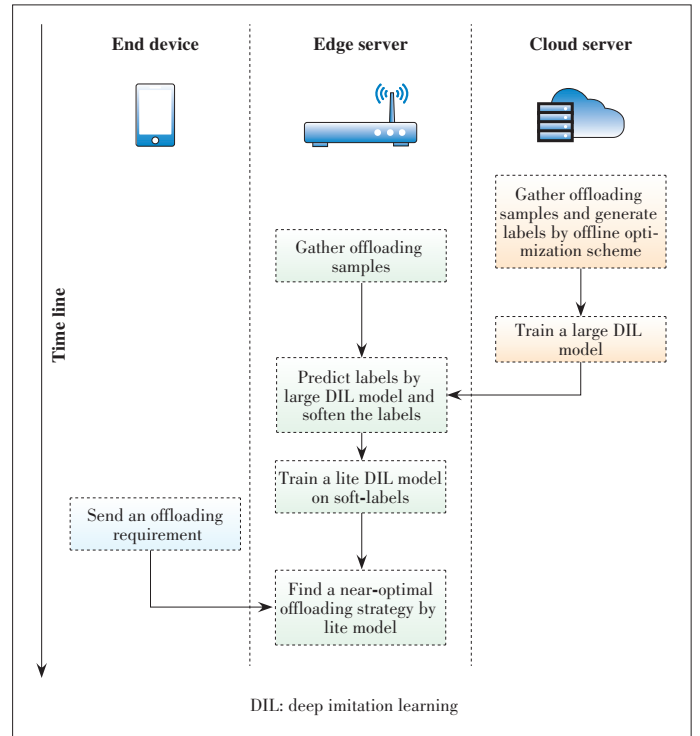 End device
Edge server
Cloud server
Time line
Gather offloading
samples and generate
labels by offline opti-
mization scheme
Gather offloading
samples
Train a large DIL
model
Predict labels by
large DIL model and
soften the labels
Train a lite DIL model
on soft-labels
Send an offloading
requirement
Find a near-optimal
offloading strategy by
lite model
DIL: deep imitation learning